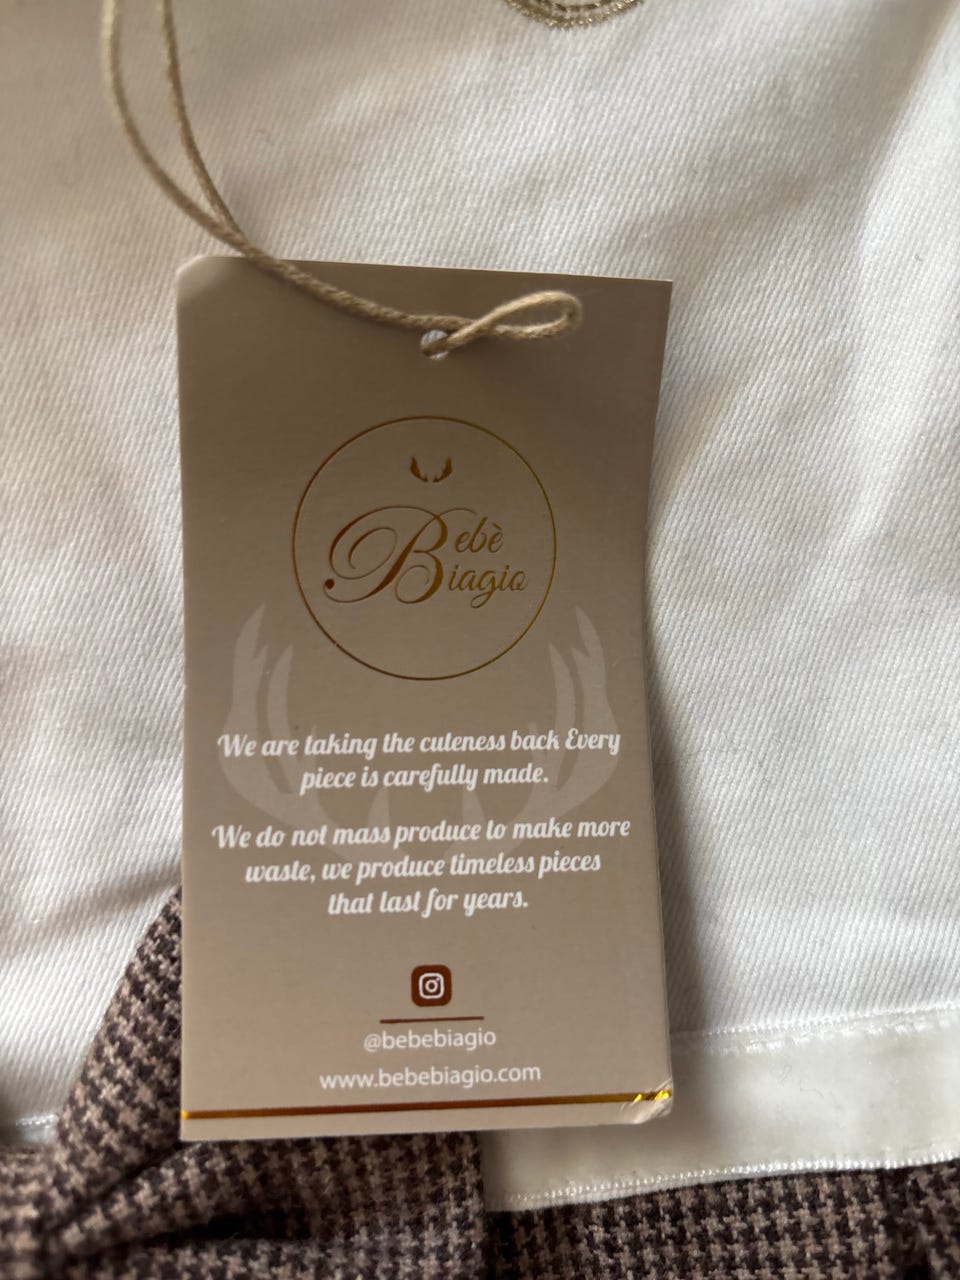 Bebè
Biagio
We are taking the cuteness back Every
piece is carefully made.
We do not mass produce to make more
waste, we produce timeless pieces
that last for years.
@bebebiagio
www.bebebiagio.com